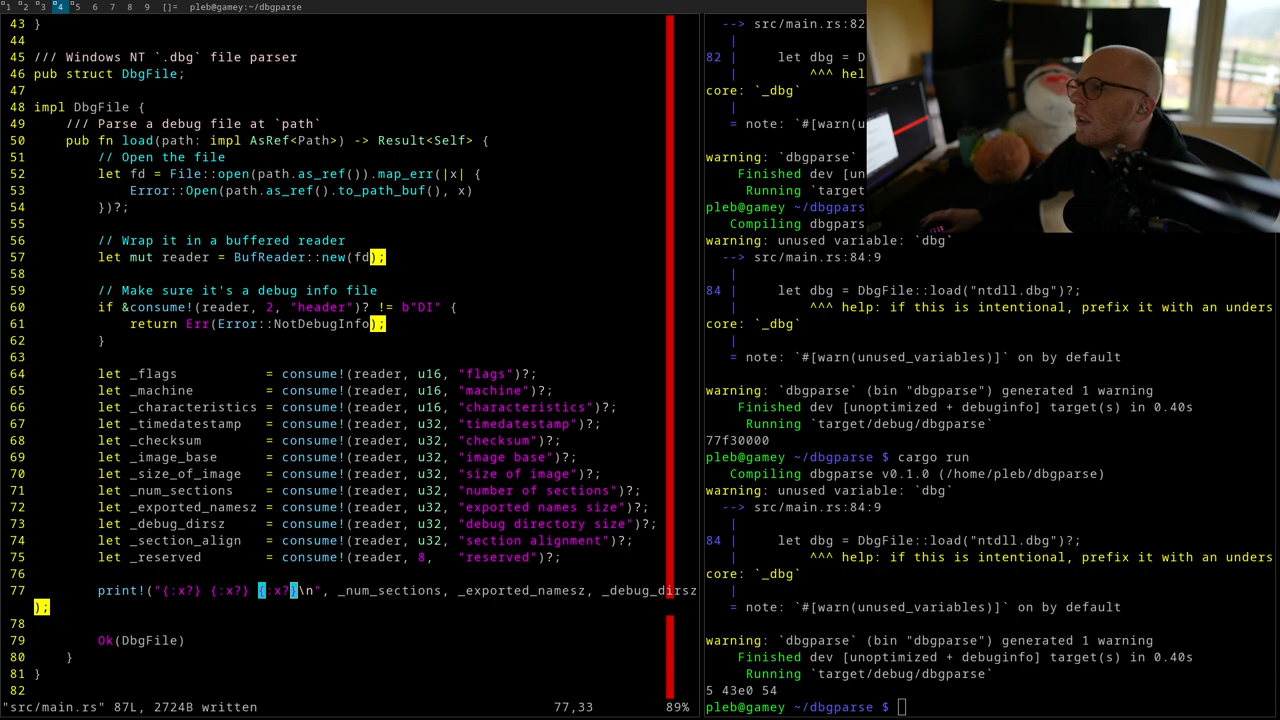 1 2 3 4 5 6 7 8 9 []= pleb@gamey:~/dbgparse
43 }
44
45 /// Windows NT `.dbg` file parser
46 pub struct DbgFile;
47
48 impl DbgFile {
49     /// Parse a debug file at `path`
50     pub fn load(path: impl AsRef<Path>) -> Result<Self> {
51         // Open the file
52         let fd = File::open(path.as_ref()).map_err(|x| {
53             Error::Open(path.as_ref().to_path_buf(), x)
54         })?;
55
56         // Wrap it in a buffered reader
57         let mut reader = BufReader::new(fd);
58
59         // Make sure it's a debug info file
60         if &consume!(reader, 2, "header")? != b"DI" {
61             return Err(Error::NotDebugInfo);
62         }
63
64         let _flags           = consume!(reader, u16, "flags")?;
65         let _machine         = consume!(reader, u16, "machine")?;
66         let _characteristics = consume!(reader, u16, "characteristics")?;
67         let _timedatestamp   = consume!(reader, u32, "timedatestamp")?;
68         let _checksum        = consume!(reader, u32, "checksum")?;
69         let _image_base      = consume!(reader, u32, "image base")?;
70         let _size_of_image   = consume!(reader, u32, "size of image")?;
71         let _num_sections    = consume!(reader, u32, "number of sections")?;
72         let _exported_namesz = consume!(reader, u32, "exported names size")?;
73         let _debug_dirsz     = consume!(reader, u32, "debug directory size")?;
74         let _section_align   = consume!(reader, u32, "section alignment")?;
75         let _reserved        = consume!(reader, 8,   "reserved")?;
76
77         print!("{:x?} {:x?} {:x?}\n", _num_sections, _exported_namesz, _debug_dirsz
);
78
79         Ok(DbgFile)
80     }
81 }
82
"src/main.rs" 87L, 2724B written 77,33 89%
--> src/main.rs:82
|
82 |     let dbg = D
|         ^^^ hel
core: `_dbg`
|
= note: `#[warn(u
warning: `dbgparse`
Finished dev [un
Running `target
pleb@gamey ~/dbgpars
Compiling dbgpars
warning: unused variable: `dbg`
--> src/main.rs:84:9
|
84 |     let dbg = DbgFile::load("ntdll.dbg")?;
|         ^^^ help: if this is intentional, prefix it with an unders
core: `_dbg`
|
= note: `#[warn(unused_variables)]` on by default
warning: `dbgparse` (bin "dbgparse") generated 1 warning
Finished dev [unoptimized + debuginfo] target(s) in 0.40s
Running `target/debug/dbgparse`
77f30000
pleb@gamey ~/dbgparse $ cargo run
Compiling dbgparse v0.1.0 (/home/pleb/dbgparse)
warning: unused variable: `dbg`
--> src/main.rs:84:9
|
84 |     let dbg = DbgFile::load("ntdll.dbg")?;
|         ^^^ help: if this is intentional, prefix it with an unders
core: `_dbg`
|
= note: `#[warn(unused_variables)]` on by default
warning: `dbgparse` (bin "dbgparse") generated 1 warning
Finished dev [unoptimized + debuginfo] target(s) in 0.40s
Running `target/debug/dbgparse`
5 43e0 54
pleb@gamey ~/dbgparse $